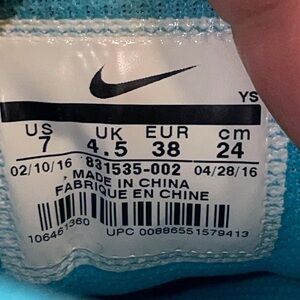 YS
US UK EUR cm
7 4.5 38 24
02/10/16 831535-002 04/28/16
MADE IN CHINA
FABRIQUE EN CHINE
106461360 UPC 00886551579413